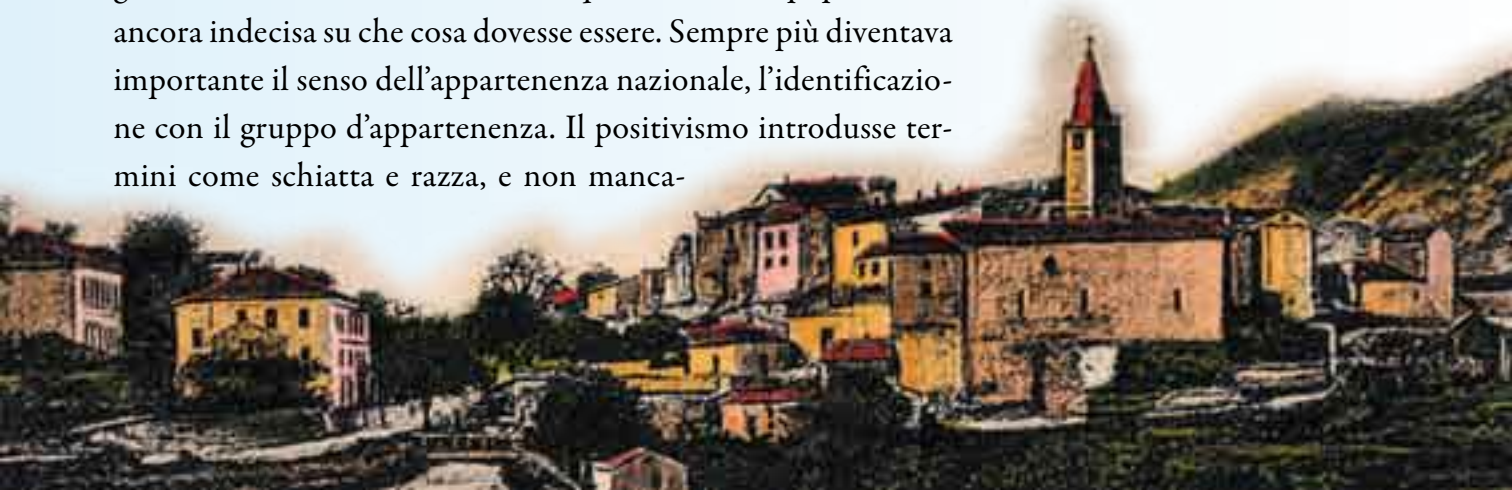 ancora indecisa su che cosa dovesse essere. Sempre più diventava
importante il senso dell’appartenenza nazionale, l’identificazio-
ne con il gruppo d’appartenenza. Il positivismo introdusse ter-
mini come schiatta e razza, e non manca-